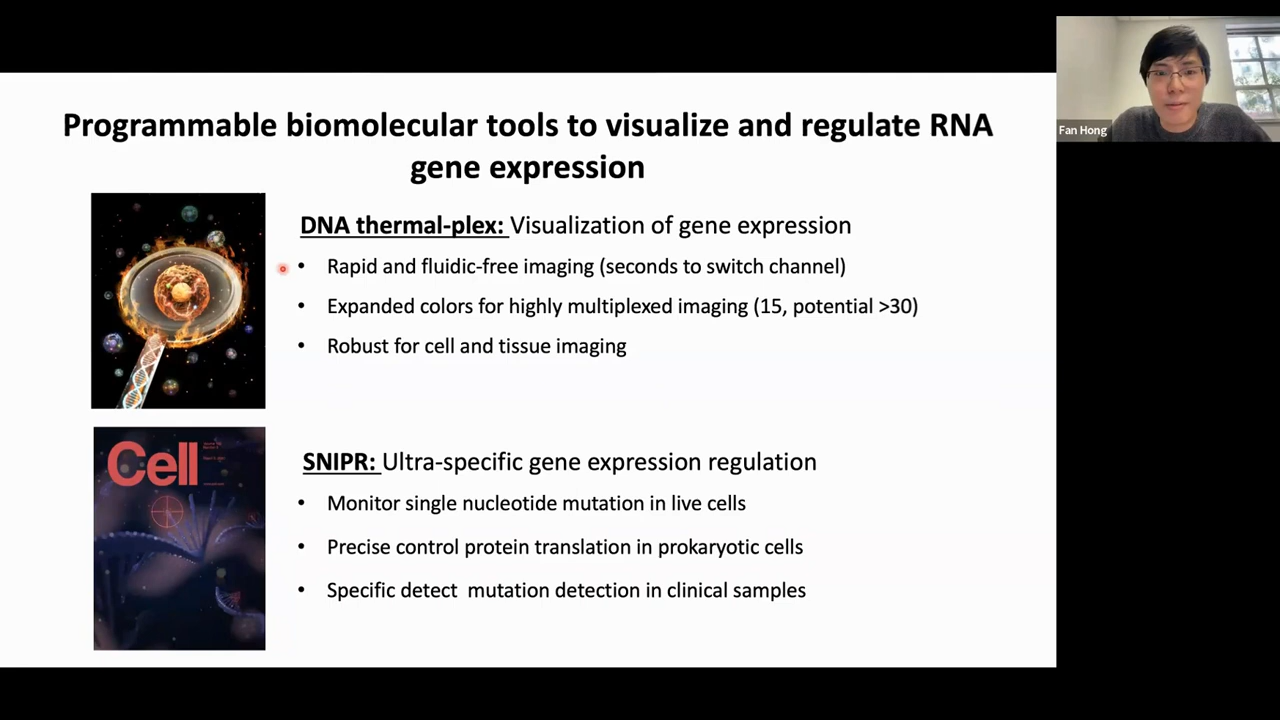 Programmable biomolecular tools to visualize and regulate RNA
gene expression
DNA thermal-plex: Visualization of gene expression
• Rapid and fluidic-free imaging (seconds to switch channel)
• Expanded colors for highly multiplexed imaging (15, potential >30)
• Robust for cell and tissue imaging
Cell
SNIPR: Ultra-specific gene expression regulation
• Monitor single nucleotide mutation in live cells
• Precise control protein translation in prokaryotic cells
• Specific detect  mutation detection in clinical samples
Fan Hong